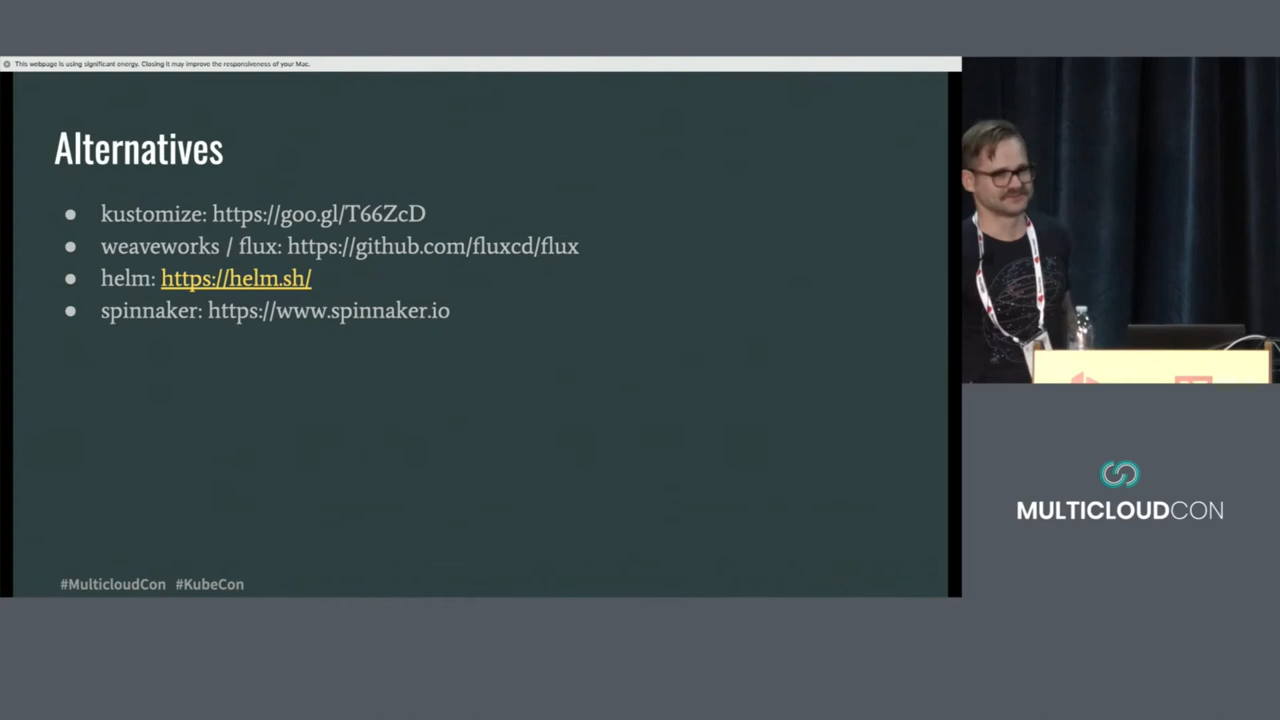 This webpage is using significant energy. Closing it may improve the responsiveness of your Mac.
Alternatives
kustomize: https://goo.gl/T66ZcD
weaveworks / flux: https://github.com/fluxcd/flux
helm: https://helm.sh/
spinnaker: https://www.spinnaker.io
#MulticloudCon #KubeCon
MULTICLOUDCON